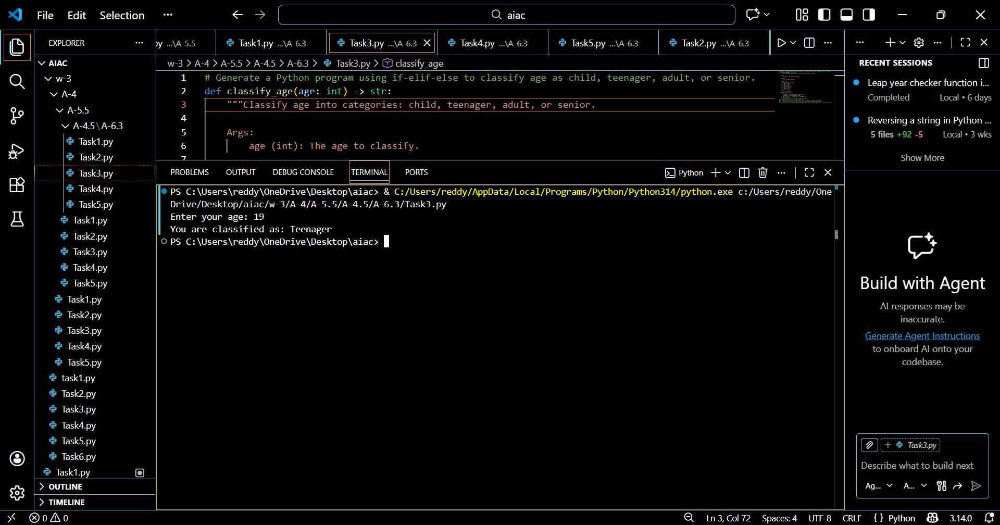 File Edit Selection ···
aiac
EXPLORER ···
AIAC
w-3
A-4
A-5.5
A-4.5\A-6.3
Task1.py
Task2.py
Task3.py
Task4.py
Task5.py
Task1.py
Task2.py
Task3.py
Task4.py
Task5.py
Task1.py
Task2.py
Task3.py
Task4.py
Task5.py
task1.py
Task2.py
Task3.py
Task4.py
Task5.py
Task6.py
Task1.py
OUTLINE
TIMELINE
py ...\A-5.5 Task1.py ...\A-6.3 Task3.py ...\A-6.3 Task4.py ...\A-6.3 Task5.py ...\A-6.3 Task2.py ...\A-6.3
w-3 > A-4 > A-5.5 > A-4.5 > A-6.3 > Task3.py > classify_age
1 # Generate a Python program using if-elif-else to classify age as child, teenager, adult, or senior.
2 def classify_age(age: int) -> str:
3 """Classify age into categories: child, teenager, adult, or senior.
4
5 Args:
6 age (int): The age to classify.
7
PROBLEMS OUTPUT DEBUG CONSOLE TERMINAL PORTS
Python
PS C:\Users\reddy\OneDrive\Desktop\aiac> & C:/Users/reddy/AppData/Local/Programs/Python/Python314/python.exe c:/Users/reddy/One
Drive/Desktop/aiac/w-3/A-4/A-5.5/A-4.5/A-6.3/Task3.py
Enter your age: 19
You are classified as: Teenager
PS C:\Users\reddy\OneDrive\Desktop\aiac>
RECENT SESSIONS
Leap year checker function i...
Completed Local • 6 days
Reversing a string in Python ...
5 files +92 -5 Local • 3 wks
Show More
Build with Agent
AI responses may be
inaccurate.
Generate Agent Instructions
to onboard AI onto your
codebase.
Task3.py
Describe what to build next
Ag... A...
0 0
Ln 3, Col 72 Spaces: 4 UTF-8 CRLF { } Python 3.14.0